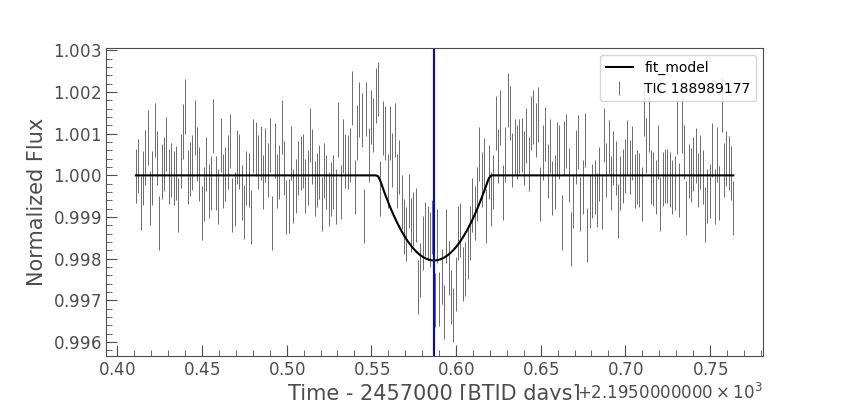 1.003
1.002
1.001
1.000
0.999
0.998
0.997
0.996
Normalized Flux
fit_model
TIC 188989177
0.40 0.45 0.50 0.55 0.60 0.65 0.70 0.75
Time - 2457000 [BTJD days]
+2.1950000000 × 10³